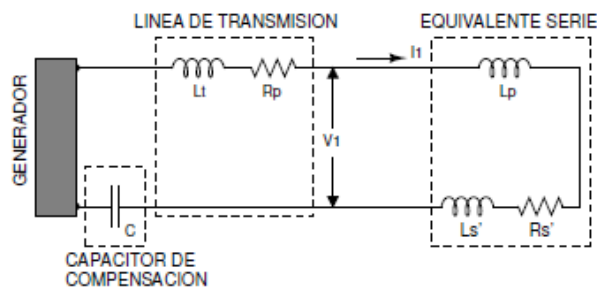 LINEA DE TRANSMISION
EQUIVALENTE SERIE
GENERADOR
Lt
Rp
I1
Lp
V1
C
Ls'
Rs'
CAPACITOR DE
COMPENSACION